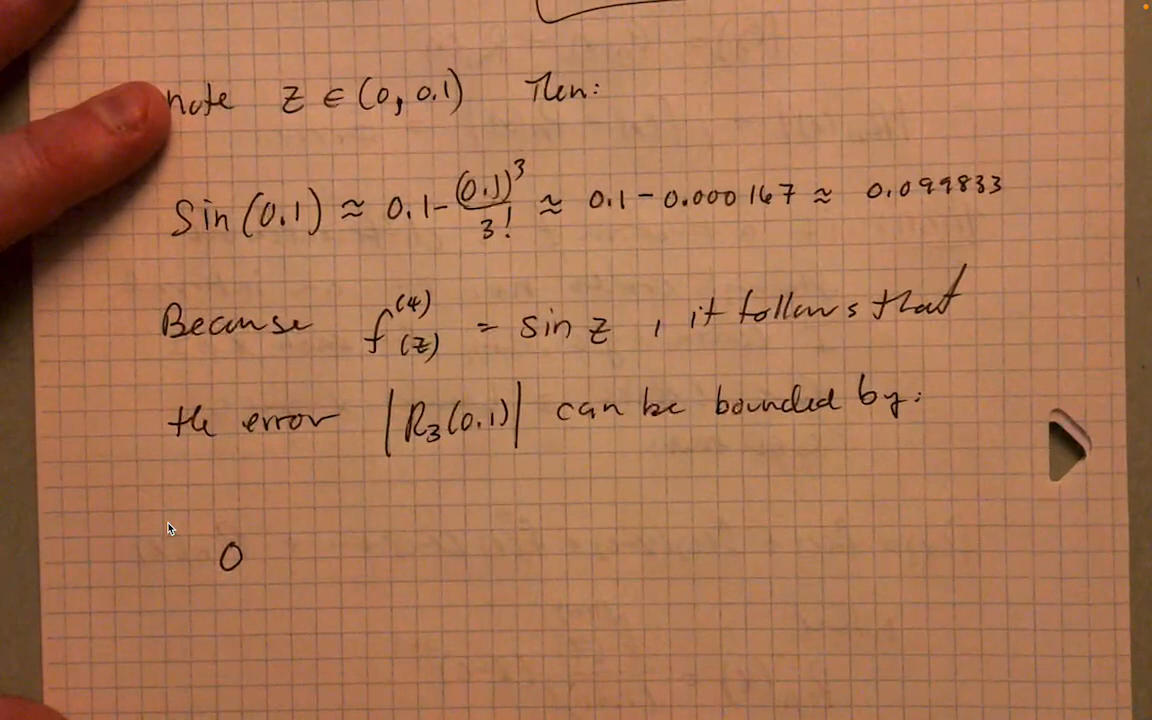 note z ∈ (0, 0.1) Then:
Sin(0.1) ≈ 0.1 - (0.1)³/3! ≈ 0.1 - 0.000167 ≈ 0.099833
Because f⁽⁴⁾(z) = sin z , it follows that
the error |R₃(0.1)| can be bounded by:
0